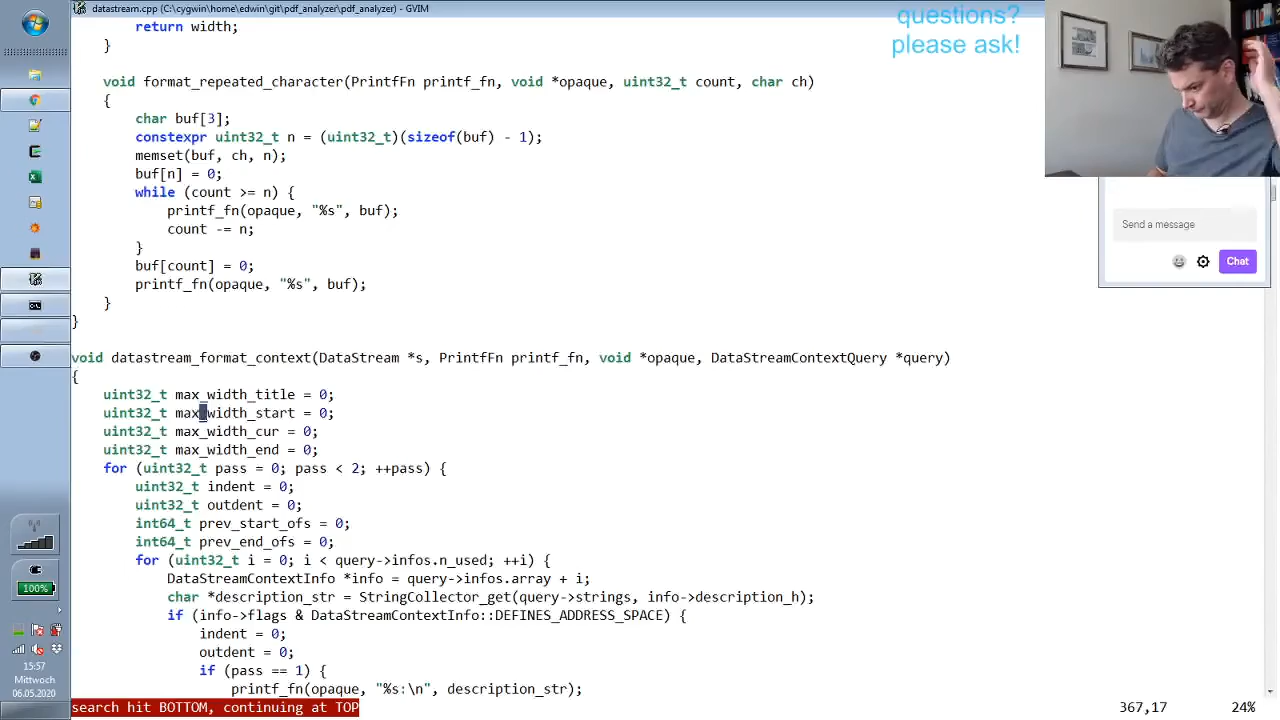 datastream.cpp (C:\cygwin\home\edwin\git\pdf_analyzer\pdf_analyzer) - GVIM
questions?
please ask!
return width;
}
void format_repeated_character(PrintfFn printf_fn, void *opaque, uint32_t count, char ch)
{
char buf[3];
constexpr uint32_t n = (uint32_t)(sizeof(buf) - 1);
memset(buf, ch, n);
buf[n] = 0;
while (count >= n) {
printf_fn(opaque, "%s", buf);
count -= n;
}
buf[count] = 0;
printf_fn(opaque, "%s", buf);
}
}
void datastream_format_context(DataStream *s, PrintfFn printf_fn, void *opaque, DataStreamContextQuery *query)
{
uint32_t max_width_title = 0;
uint32_t max_width_start = 0;
uint32_t max_width_cur = 0;
uint32_t max_width_end = 0;
for (uint32_t pass = 0; pass < 2; ++pass) {
uint32_t indent = 0;
uint32_t outdent = 0;
int64_t prev_start_ofs = 0;
int64_t prev_end_ofs = 0;
for (uint32_t i = 0; i < query->infos.n_used; ++i) {
DataStreamContextInfo *info = query->infos.array + i;
char *description_str = StringCollector_get(query->strings, info->description_h);
if (info->flags & DataStreamContextInfo::DEFINES_ADDRESS_SPACE) {
indent = 0;
outdent = 0;
if (pass == 1) {
printf_fn(opaque, "%s:\n", description_str);
search hit BOTTOM, continuing at TOP
367,17
24%
Send a message
Chat
100%
15:57
Mittwoch
06.05.2020